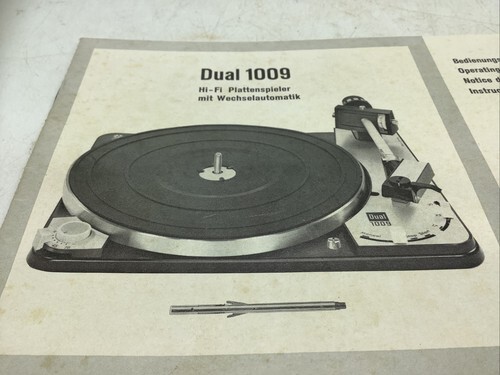 Dual 1009
Hi-Fi Plattenspieler
mit Wechselautomatik
Bedienungs
Operating
Notice d
Instruc
Dual
1009